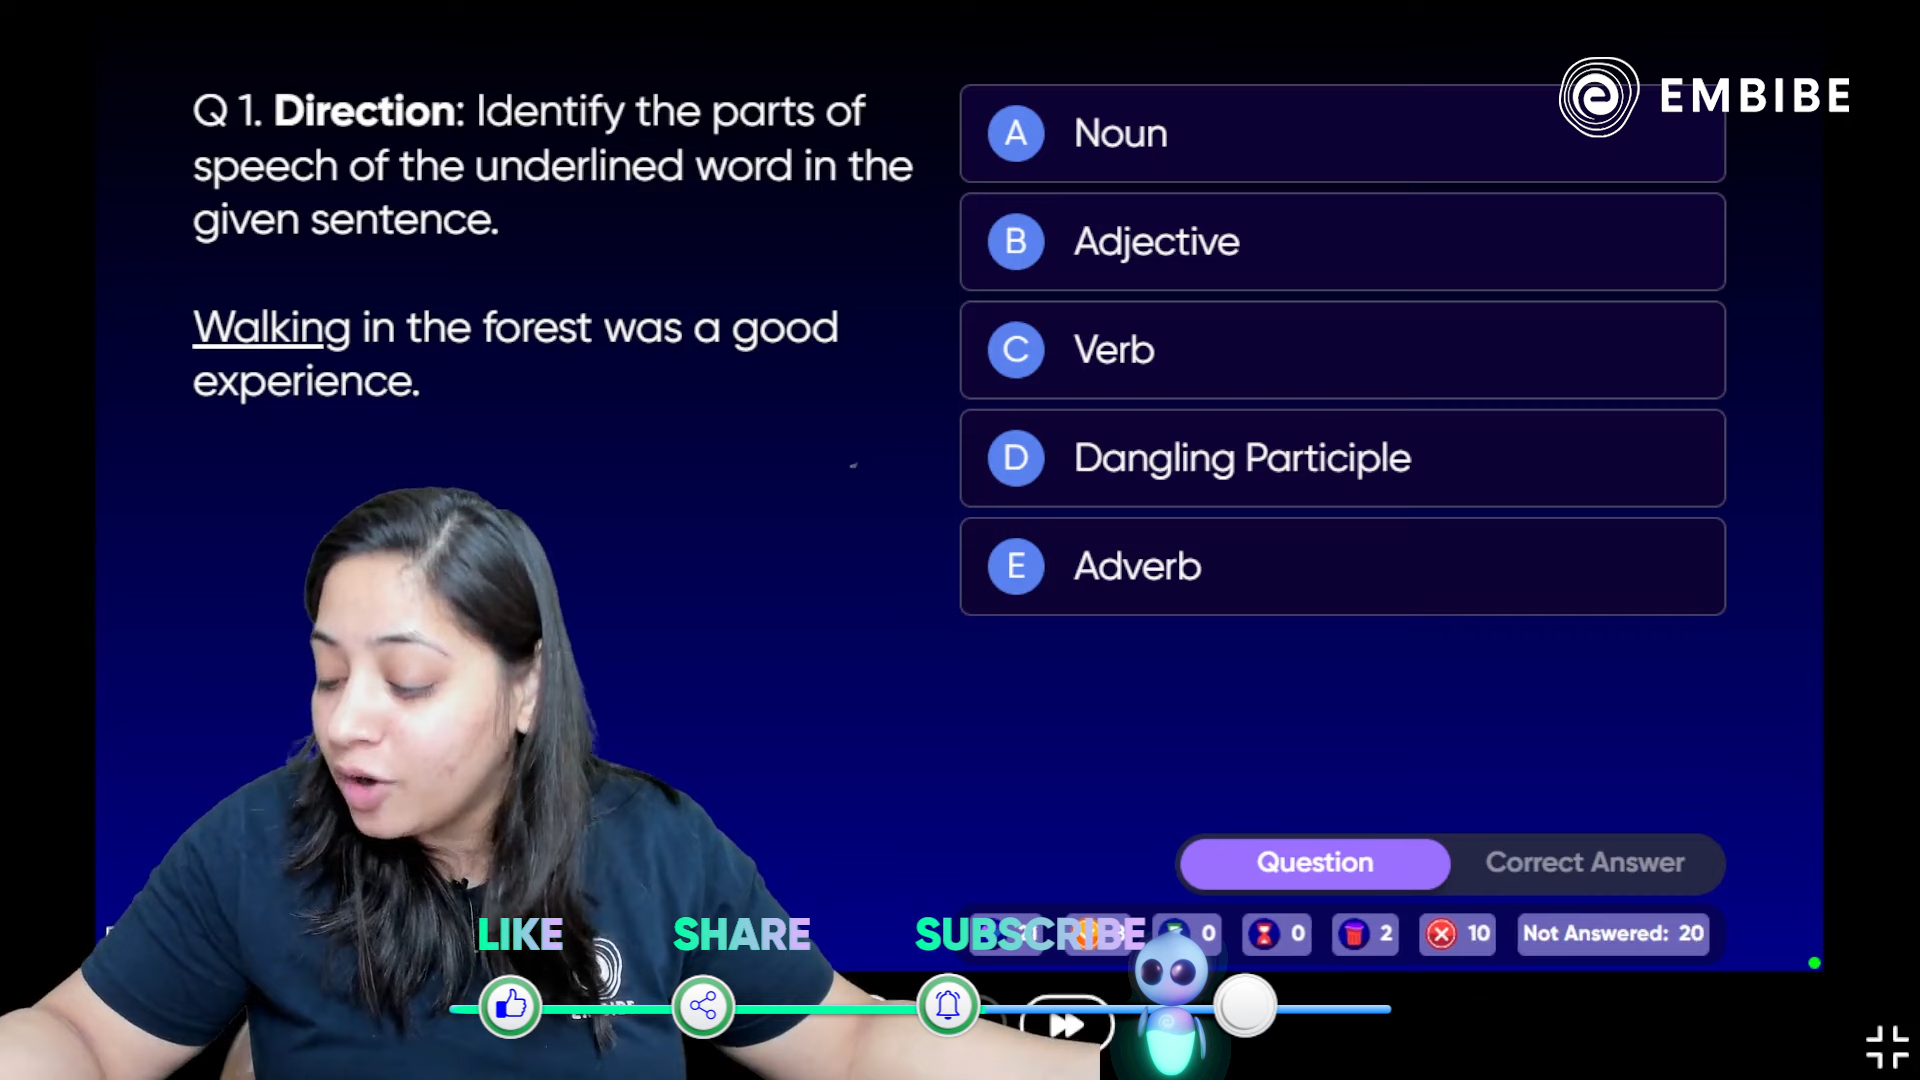 EMBIBE
Q 1. Direction: Identify the parts of
speech of the underlined word in the
given sentence.
Walking in the forest was a good
experience.
A Noun
B Adjective
C Verb
D Dangling Participle
E Adverb
Question
Correct Answer
0
0
2
10
Not Answered: 20
LIKE
SHARE
SUBSCRIBE